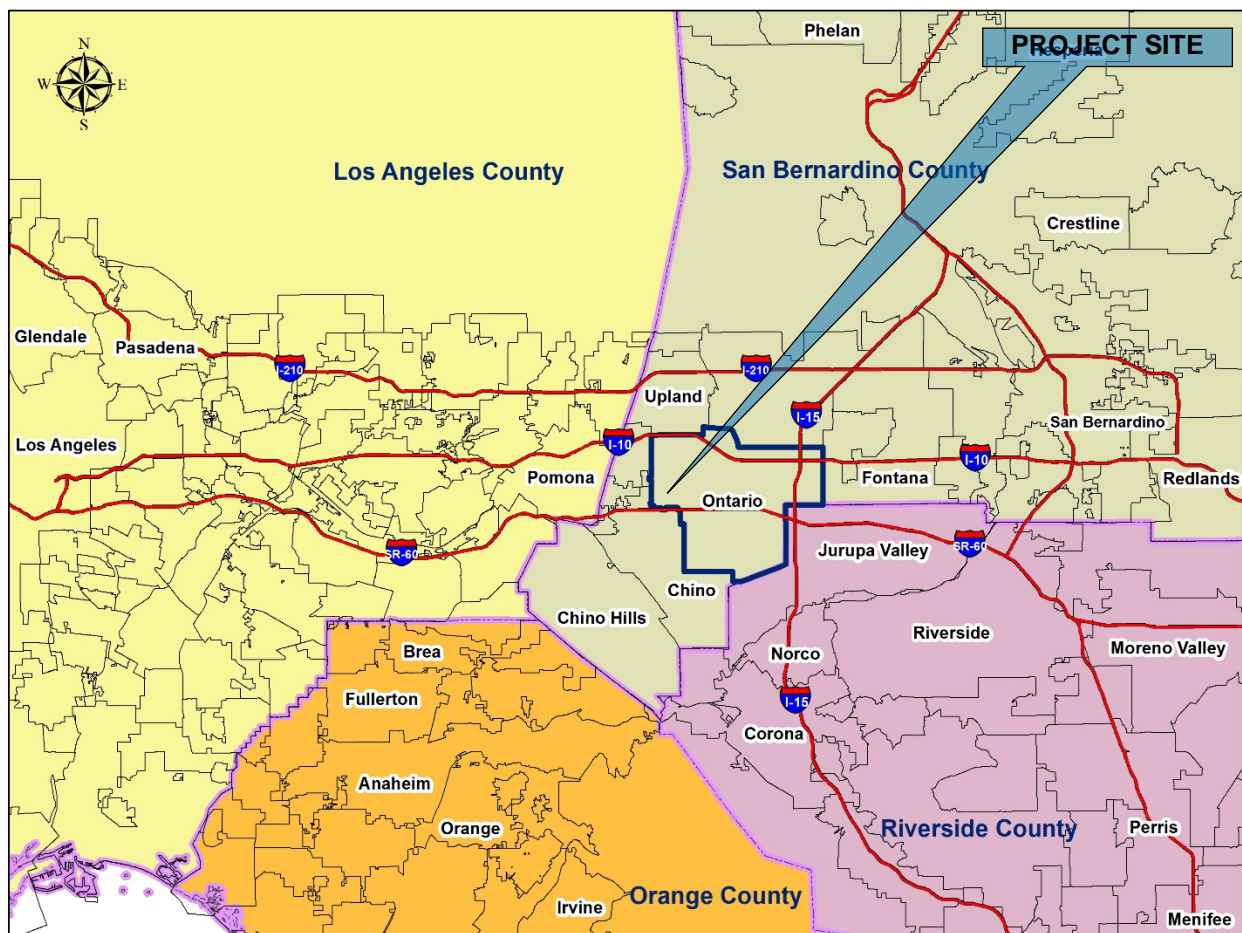 Phelan
PROJECT SITE
Hesperia
N
W
E
S
Los Angeles County
San Bernardino County
Crestline
Glendale
Pasadena
I-210
I-210
Upland
I-15
San Bernardino
Los Angeles
I-10
Pomona
Fontana
I-10
Redlands
Ontario
SR-60
Jurupa Valley
SR-60
Chino
Chino Hills
Riverside
Moreno Valley
Brea
Norco
Fullerton
I-15
Corona
Anaheim
Orange
Riverside County
Perris
Orange County
Irvine
Menifee